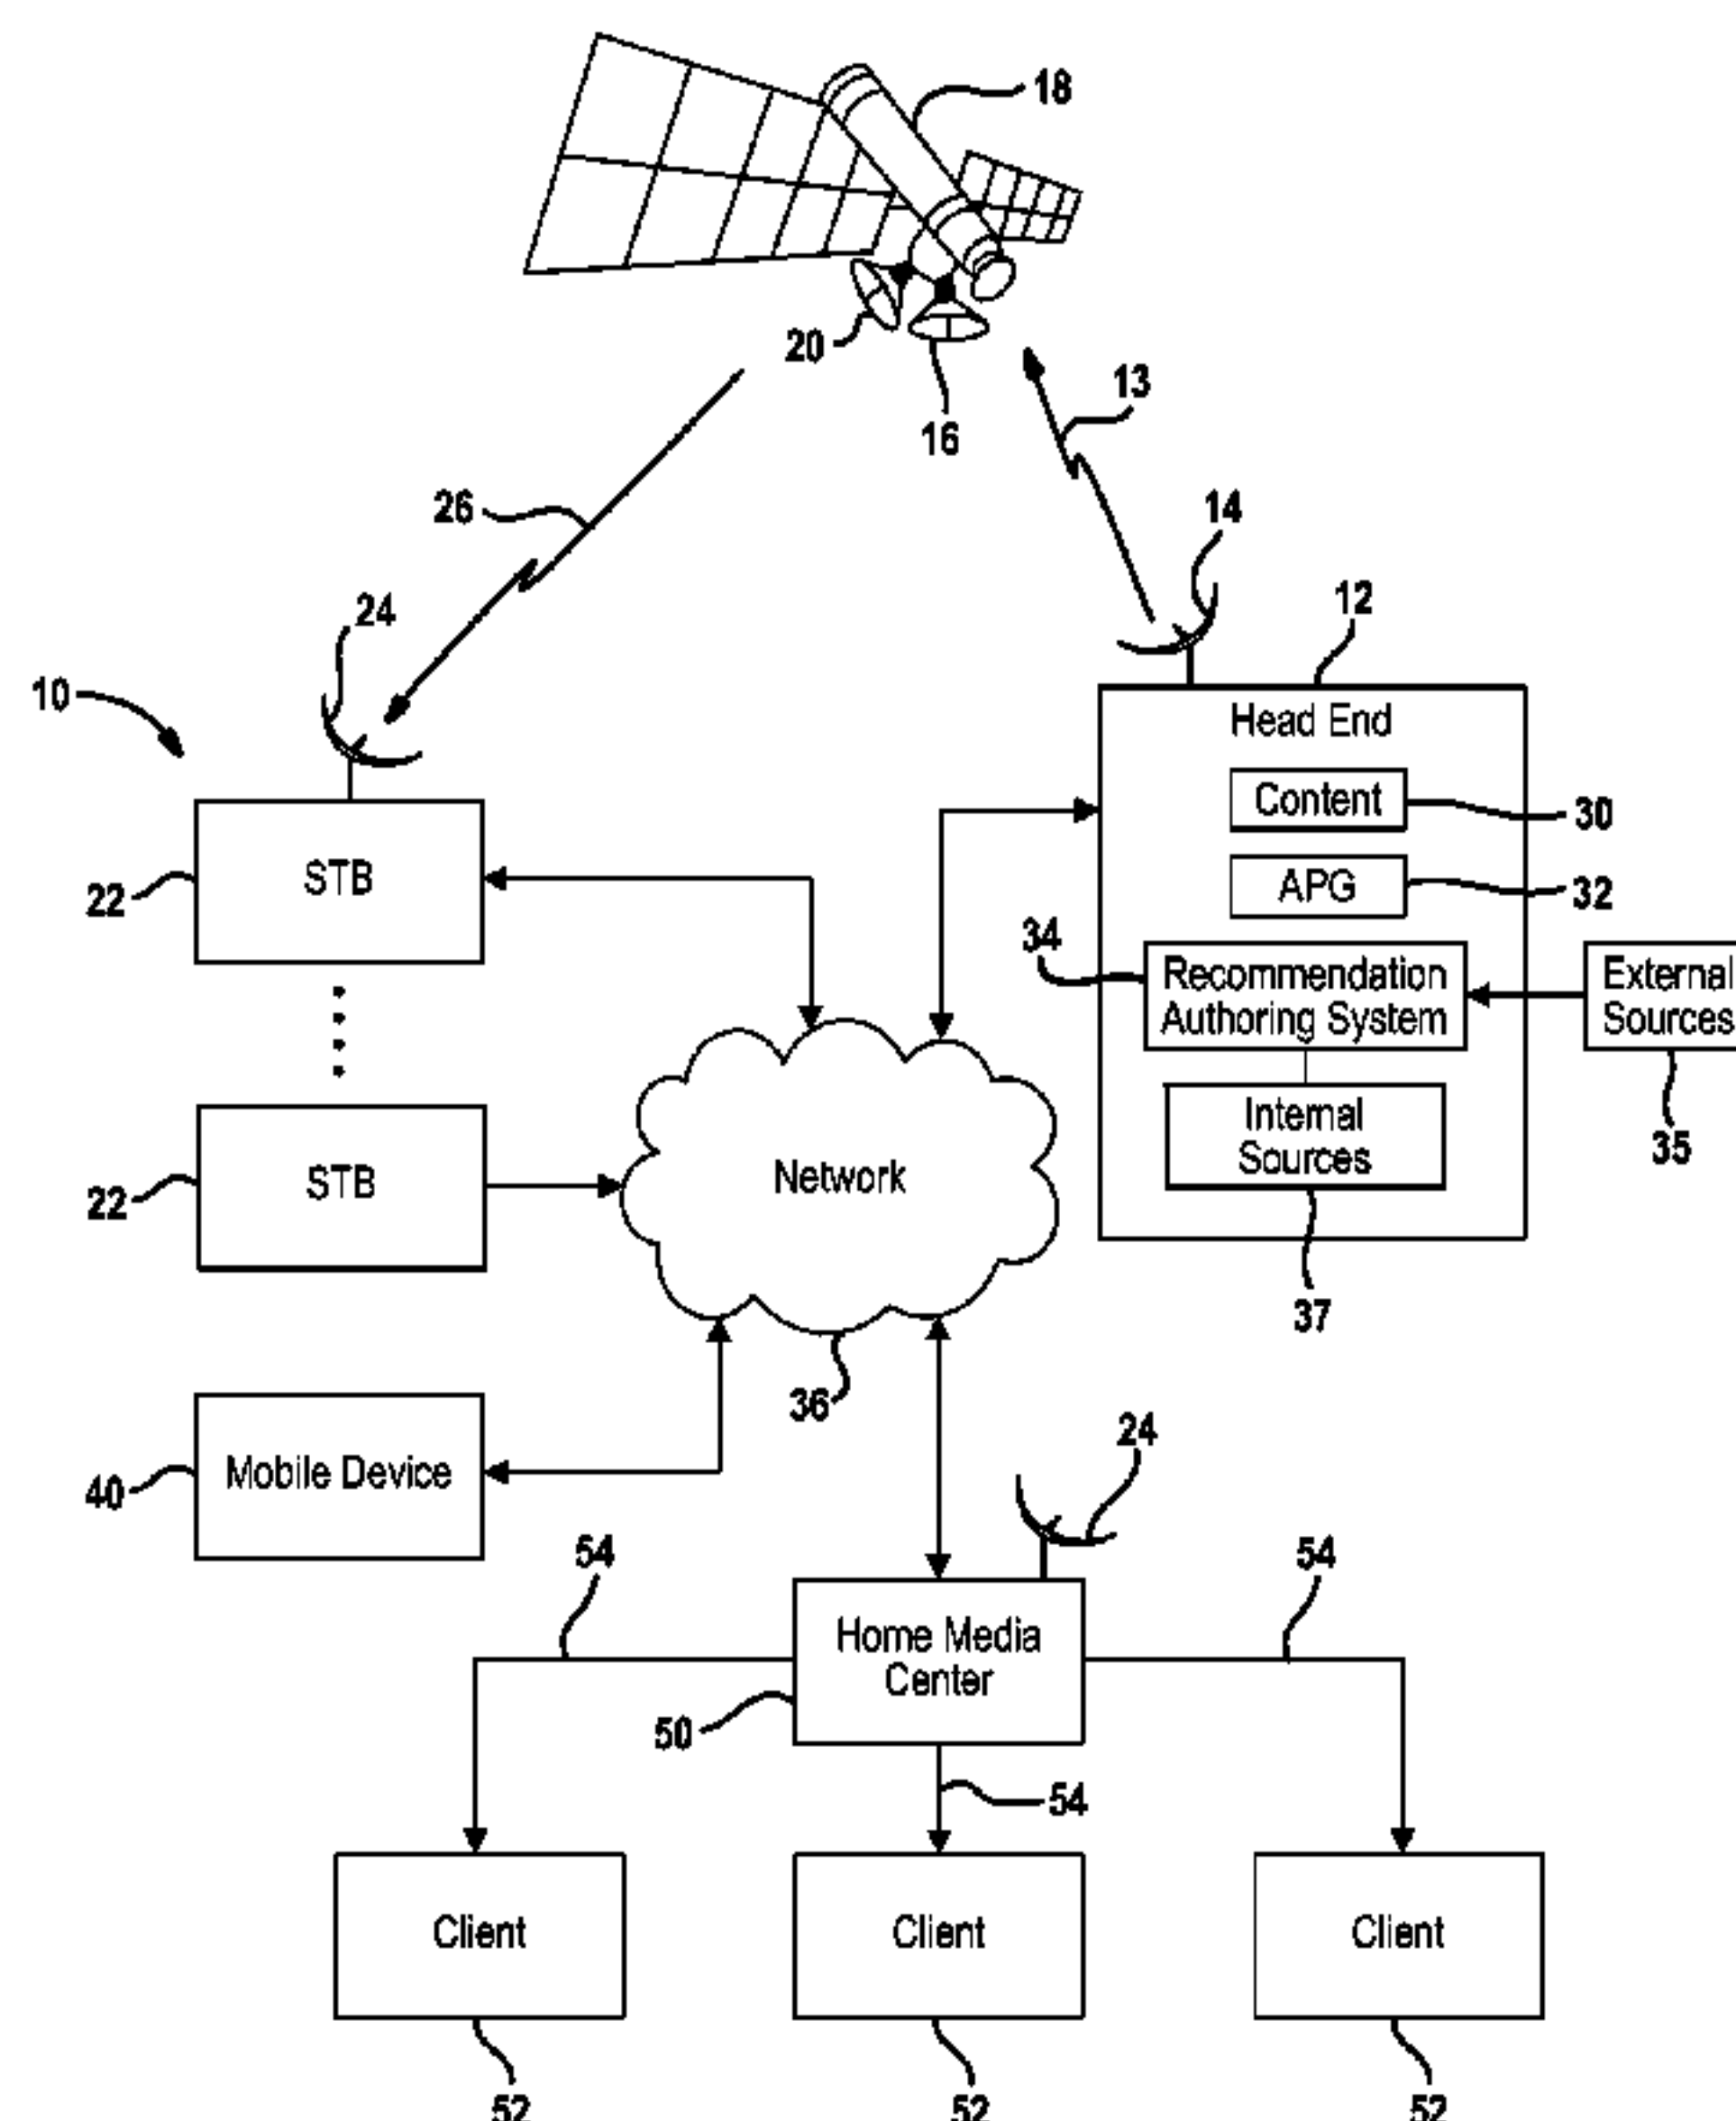 18
20
16
13
26
14
24
12
10
Head End
Content
30
STB
22
APG
32
34
Recommendation
Authoring System
External
Sources
Internal
Sources
35
STB
22
Network
37
36
24
Mobile Device
40
54
54
Home Media
Center
50
54
Client
Client
Client
52
52
52